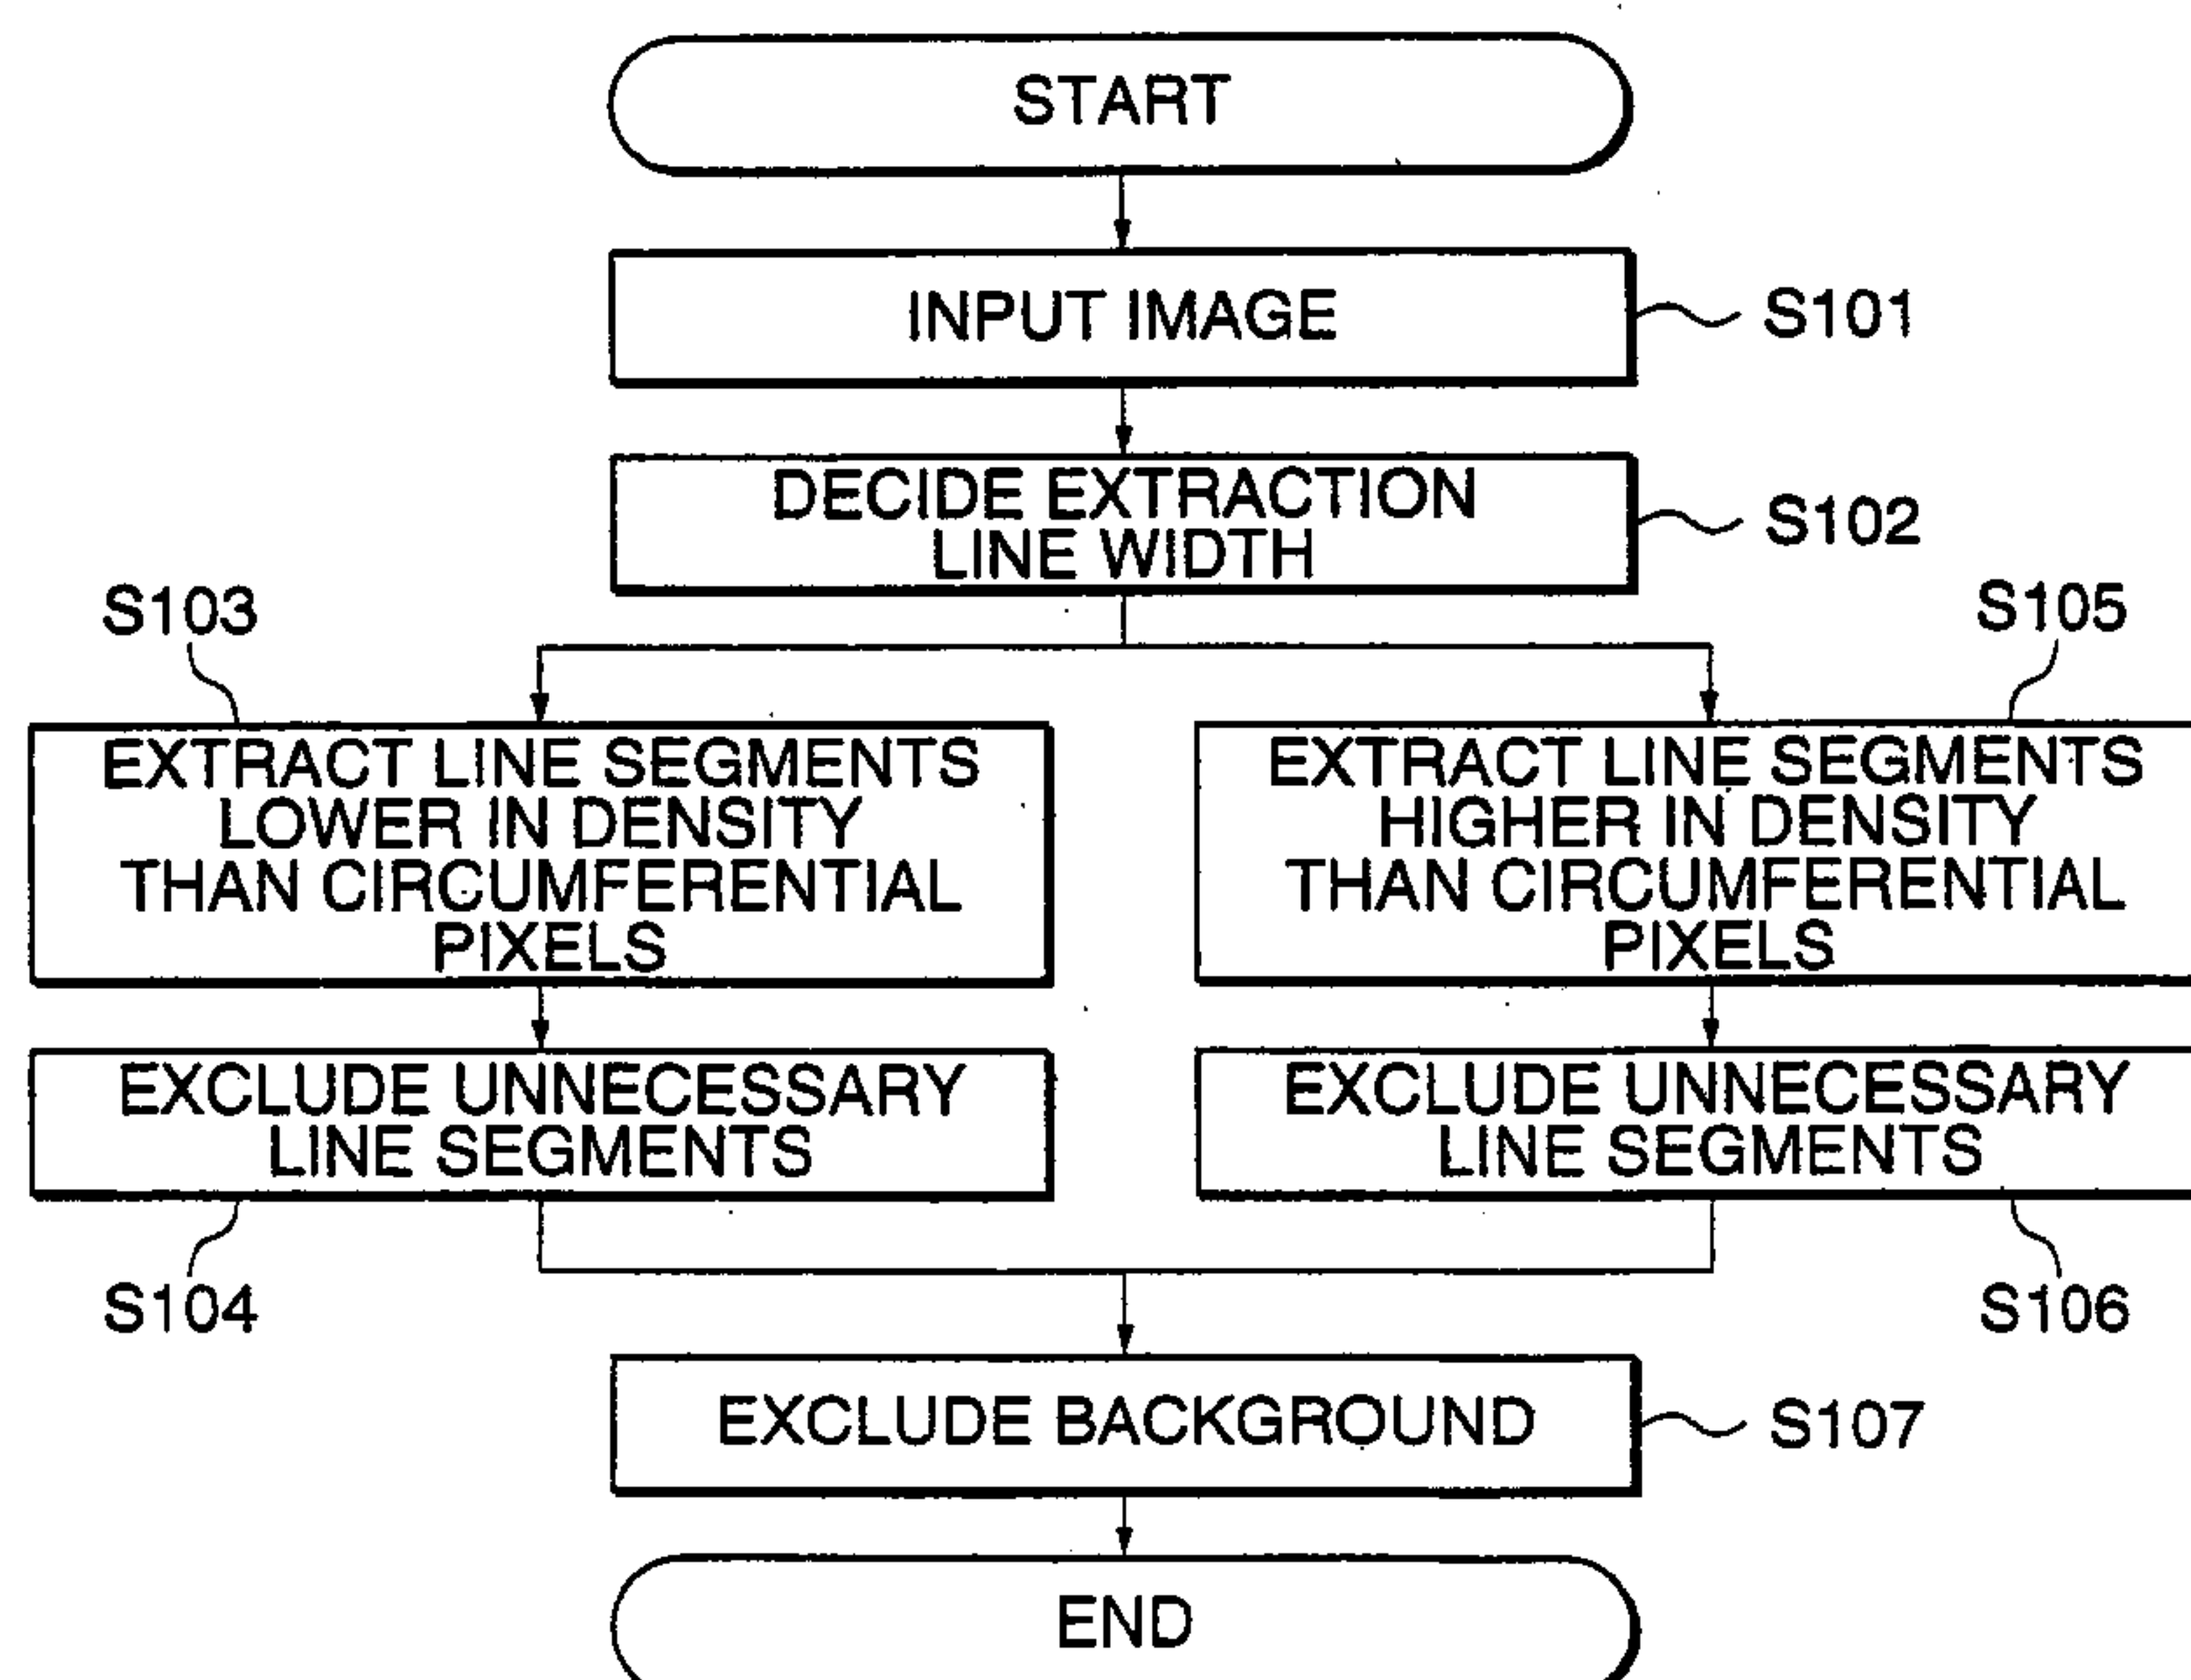 START
INPUT IMAGE
S101
DECIDE EXTRACTION
LINE WIDTH
S102
S103
S105
EXTRACT LINE SEGMENTS
LOWER IN DENSITY
THAN CIRCUMFERENTIAL
PIXELS
EXTRACT LINE SEGMENTS
HIGHER IN DENSITY
THAN CIRCUMFERENTIAL
PIXELS
EXCLUDE UNNECESSARY
LINE SEGMENTS
EXCLUDE UNNECESSARY
LINE SEGMENTS
S104
S106
EXCLUDE BACKGROUND
S107
END